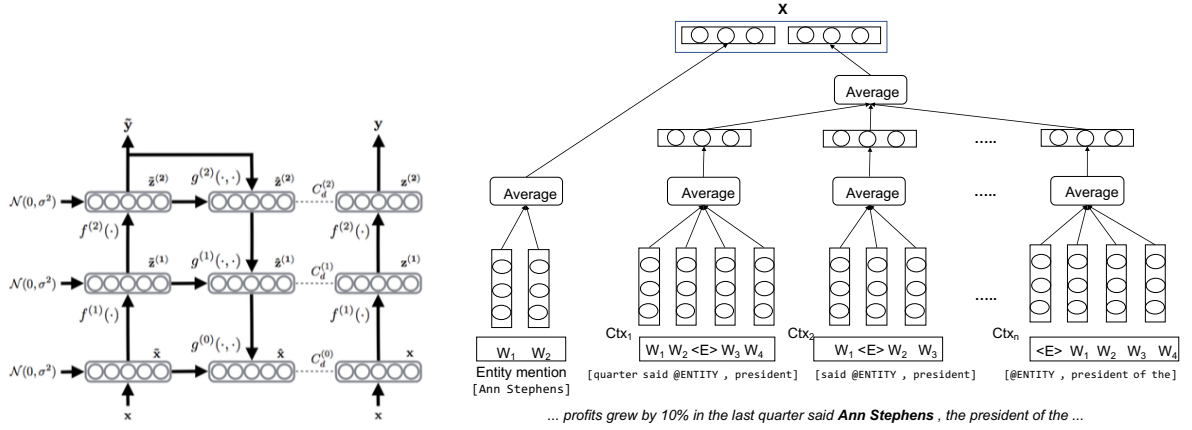 ỹ
y
g⁽²⁾(·,·)
𝒩(0, σ²)
z̃⁽²⁾
ẑ⁽²⁾
C_d⁽²⁾
z⁽²⁾
f⁽²⁾(·)
f⁽²⁾(·)
g⁽¹⁾(·,·)
𝒩(0, σ²)
z̃⁽¹⁾
ẑ⁽¹⁾
C_d⁽¹⁾
z⁽¹⁾
f⁽¹⁾(·)
f⁽¹⁾(·)
g⁽⁰⁾(·,·)
𝒩(0, σ²)
x̃
x̂
C_d⁽⁰⁾
x
x
x
X
Average
.....
Average
Average
Average
.....
Average
.....
Ctx₁
Ctx₂
Ctxₙ
W₁ W₂
W₁ W₂ <E> W₃ W₄
W₁ <E> W₂ W₃
<E> W₁ W₂ W₃ W₄
Entity mention
[Ann Stephens]
[quarter said @ENTITY , president]
[said @ENTITY , president]
[@ENTITY , president of the]
... profits grew by 10% in the last quarter said Ann Stephens , the president of the ...